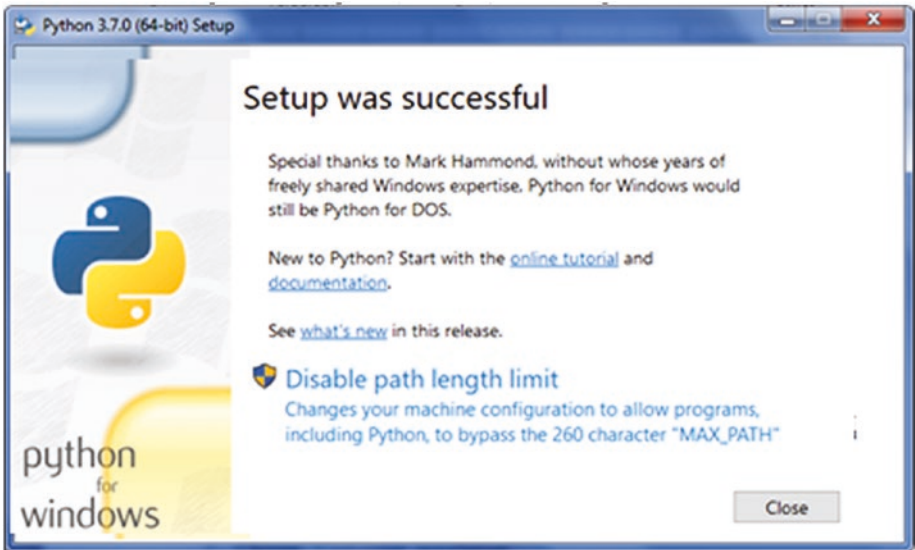 Python 3.7.0 (64-bit) Setup
Setup was successful
Special thanks to Mark Hammond, without whose years of
freely shared Windows expertise, Python for Windows would
still be Python for DOS.
New to Python? Start with the online tutorial and
documentation.
See what's new in this release.
Disable path length limit
Changes your machine configuration to allow programs,
including Python, to bypass the 260 character "MAX_PATH"
python
for
windows
Close